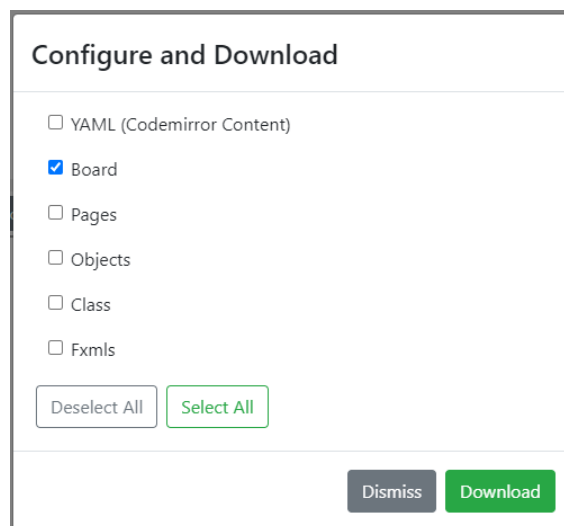 Configure and Download
YAML (Codemirror Content)
Board
Pages
Objects
Class
Fxmls
Deselect All Select All
Dismiss Download